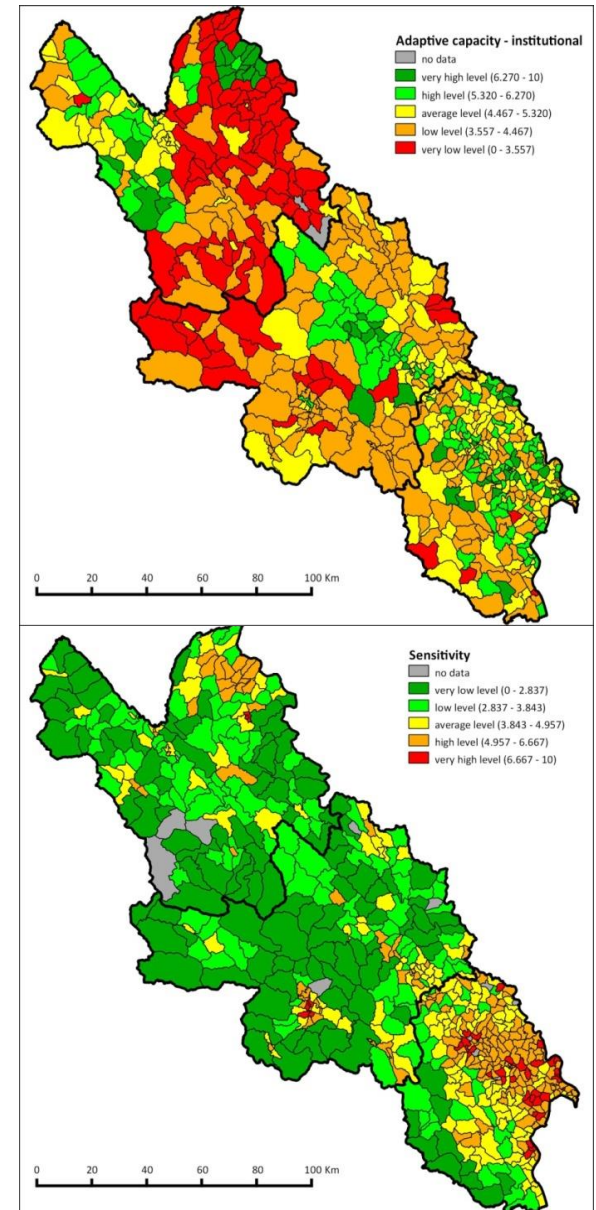 Adaptive capacity - institutional
no data
very high level (6.270 - 10)
high level (5.320 - 6.270)
average level (4.467 - 5.320)
low level (3.557 - 4.467)
very low level (0 - 3.557)
0 20 40 60 80 100 Km
Sensitivity
no data
very low level (0 - 2.837)
low level (2.837 - 3.843)
average level (3.843 - 4.957)
high level (4.957 - 6.667)
very high level (6.667 - 10)
0 20 40 60 80 100 Km